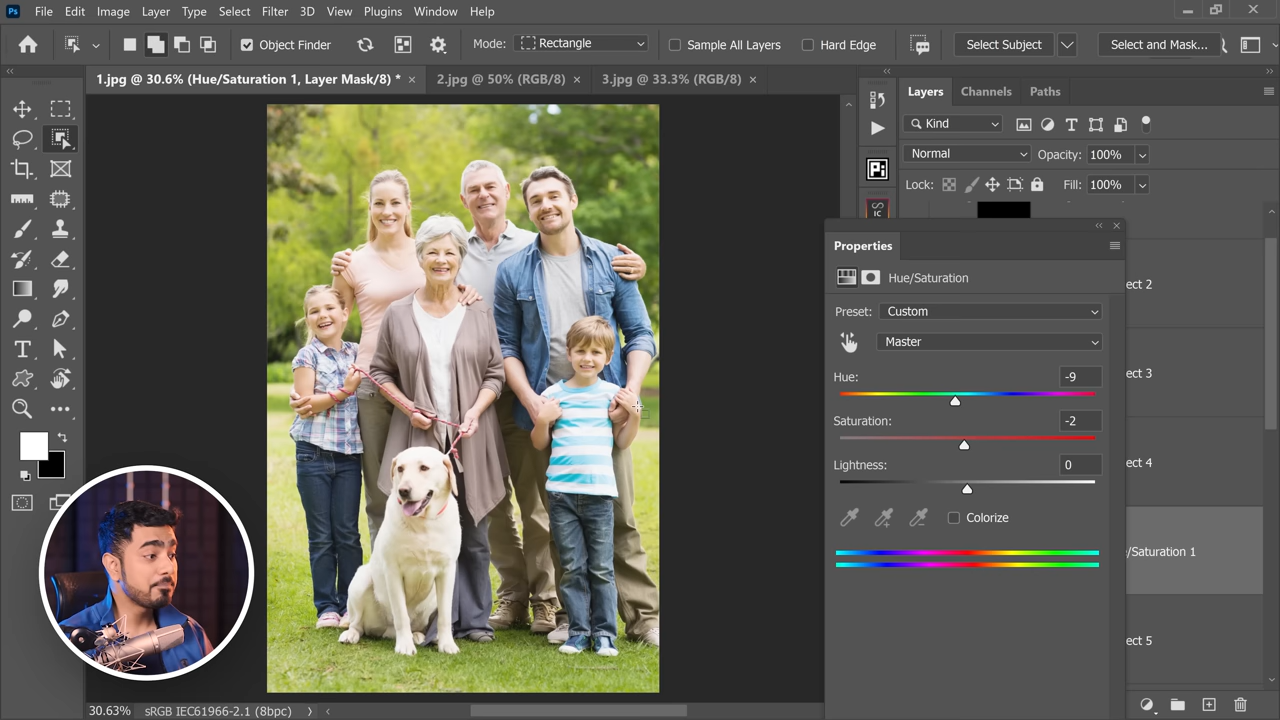 Ps File Edit Image Layer Type Select Filter 3D View Plugins Window Help
Object Finder Mode: Rectangle Sample All Layers Hard Edge Select Subject Select and Mask...
1.jpg @ 30.6% (Hue/Saturation 1, Layer Mask/8) * × 2.jpg @ 50% (RGB/8) × 3.jpg @ 33.3% (RGB/8) ×
Layers Channels Paths
Kind
Normal Opacity: 100%
Lock: Fill: 100%
Pi
Properties
Hue/Saturation
Preset: Custom
Master
Hue: -9
Saturation: -2
Lightness: 0
Colorize
ect 2
ect 3
ect 4
e/Saturation 1
ect 5
30.63% sRGB IEC61966-2.1 (8bpc)